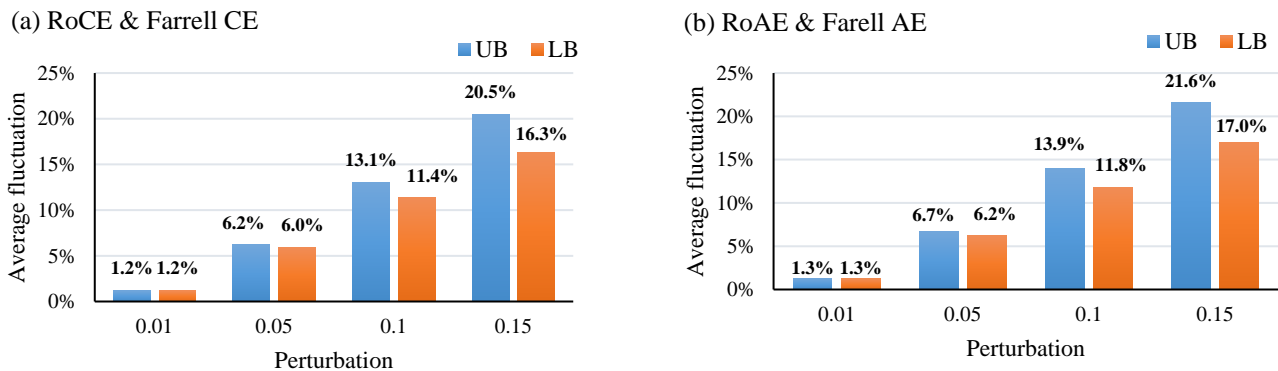 (a) RoCE & Farrell CE
UB LB
Average fluctuation
25%
20%
15%
10%
5%
0%
1.2% 1.2%
6.2% 6.0%
13.1% 11.4%
20.5% 16.3%
0.01 0.05 0.1 0.15
Perturbation
(b) RoAE & Farell AE
UB LB
Average fluctuation
25%
20%
15%
10%
5%
0%
1.3% 1.3%
6.7% 6.2%
13.9% 11.8%
21.6% 17.0%
0.01 0.05 0.1 0.15
Perturbation